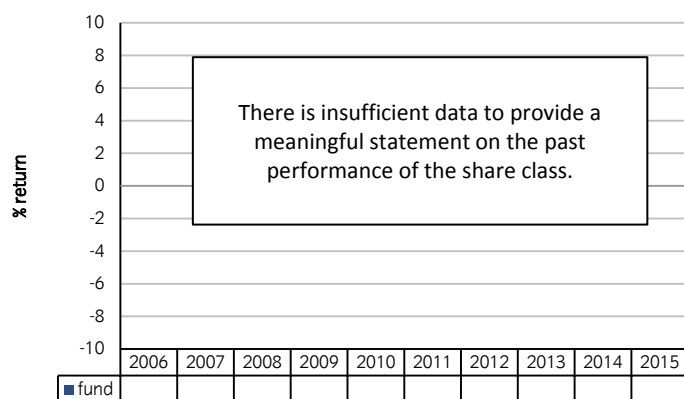 10
8
6
4
2
0
-2
-4
-6
-8
-10
% return
There is insufficient data to provide a
meaningful statement on the past
performance of the share class.
2006 2007 2008 2009 2010 2011 2012 2013 2014 2015
fund